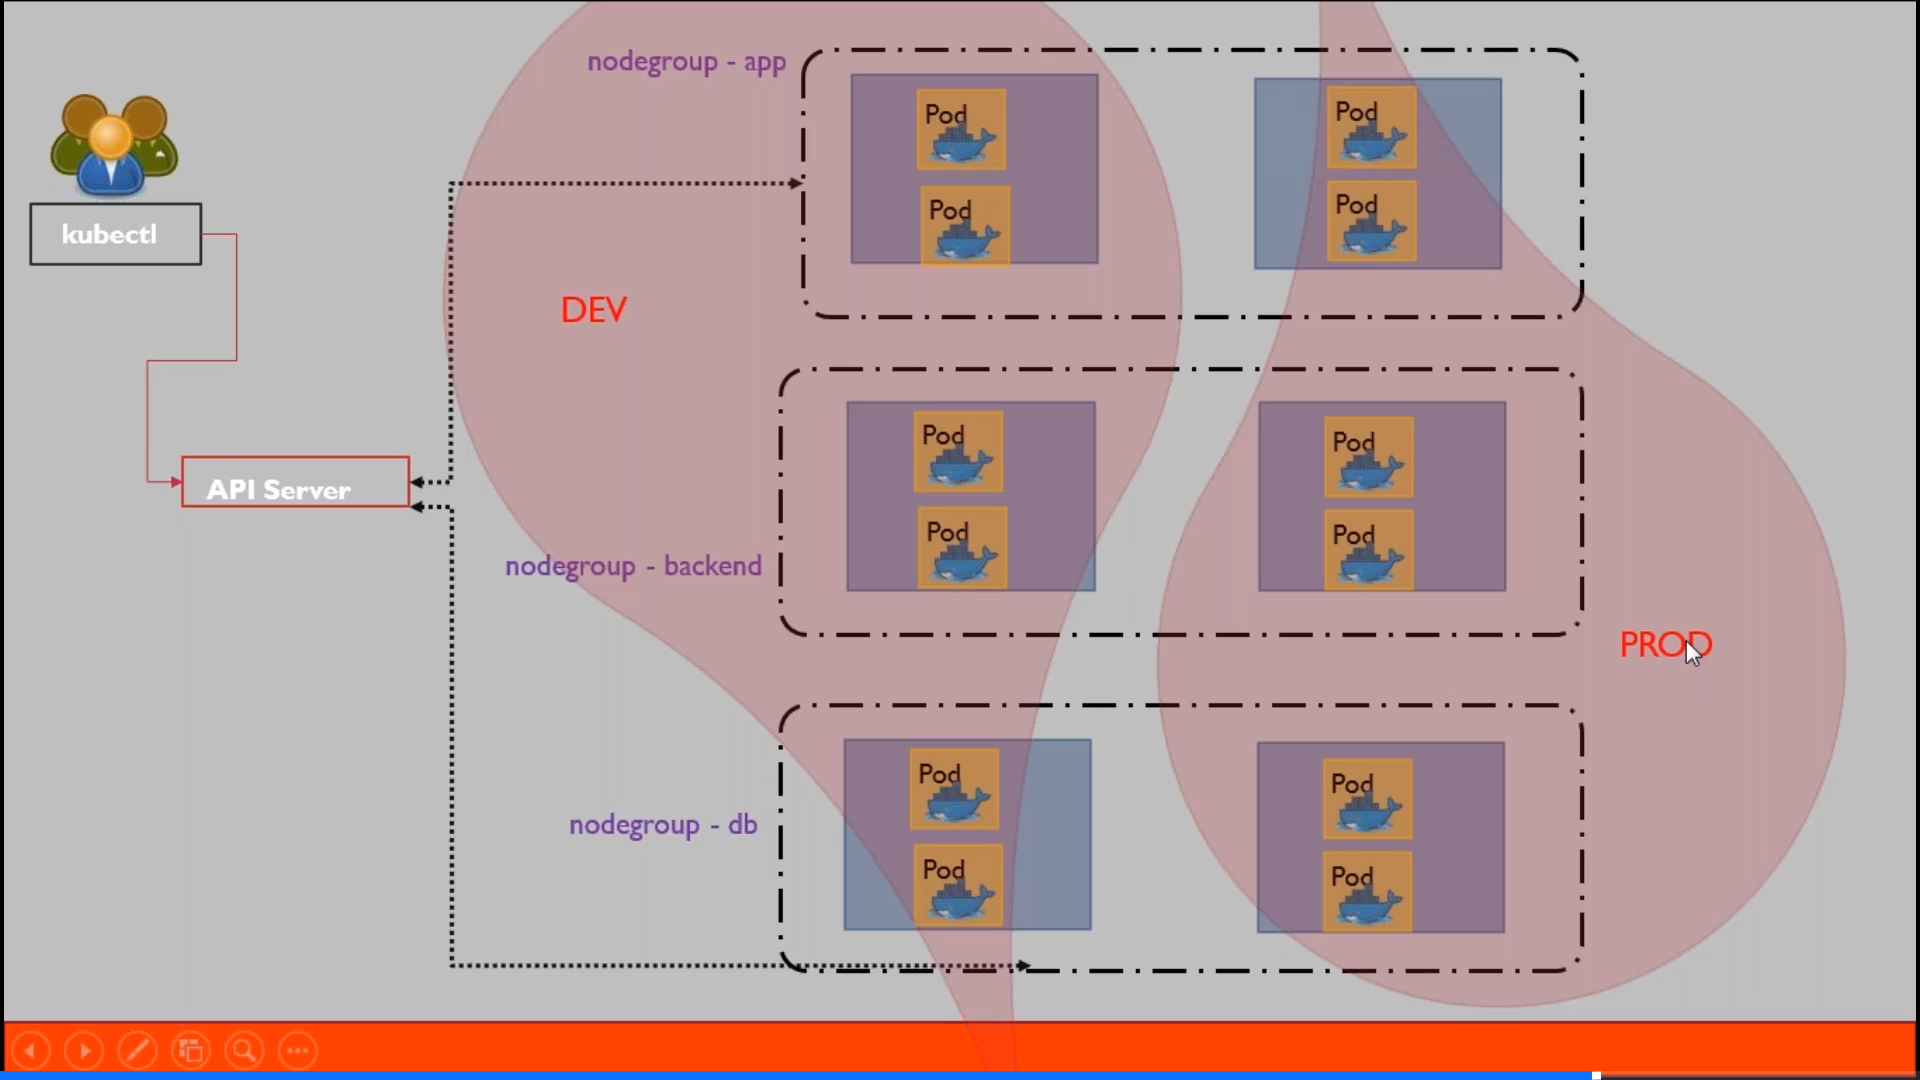 nodegroup - app
Pod
Pod
Pod
Pod
kubectl
DEV
Pod
Pod
Pod
Pod
API Server
nodegroup - backend
PROD
Pod
Pod
nodegroup - db
Pod
Pod